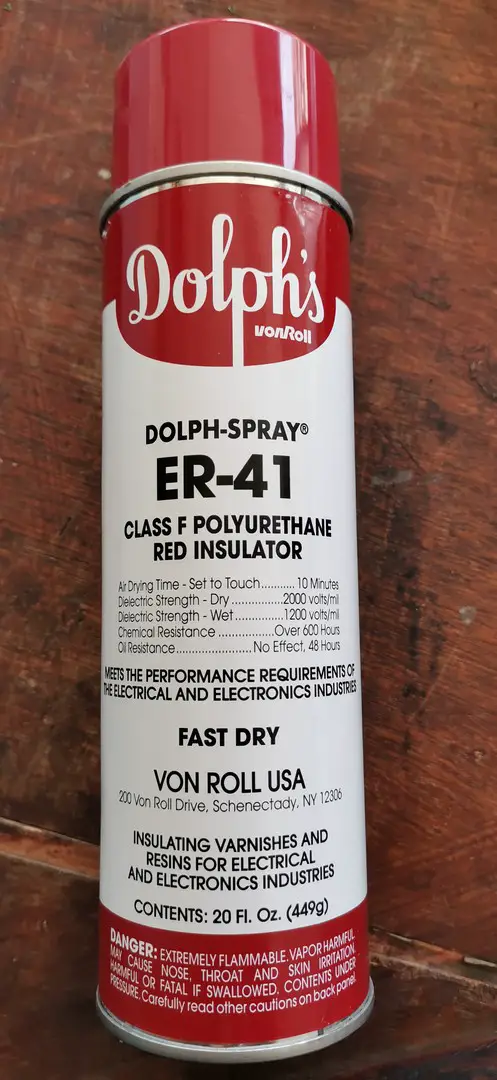 Dolph's
vonRoll
DOLPH-SPRAY®
ER-41
CLASS F POLYURETHANE
RED INSULATOR
Air Drying Time - Set to Touch...........10 Minutes
Dielectric Strength - Dry................2000 volts/mil
Dielectric Strength - Wet...............1200 volts/mil
Chemical Resistance ....................Over 600 Hours
Oil Resistance........................No Effect, 48 Hours
MEETS THE PERFORMANCE REQUIREMENTS OF
THE ELECTRICAL AND ELECTRONICS INDUSTRIES
FAST DRY
VON ROLL USA
200 Von Roll Drive, Schenectady, NY 12306
INSULATING VARNISHES AND
RESINS FOR ELECTRICAL
AND ELECTRONICS INDUSTRIES
CONTENTS: 20 Fl. Oz. (449g)
DANGER: EXTREMELY FLAMMABLE. VAPOR HARMFUL.
MAY CAUSE NOSE, THROAT AND SKIN IRRITATION.
HARMFUL OR FATAL IF SWALLOWED. CONTENTS UNDER
PRESSURE. Carefully read other cautions on back panel.